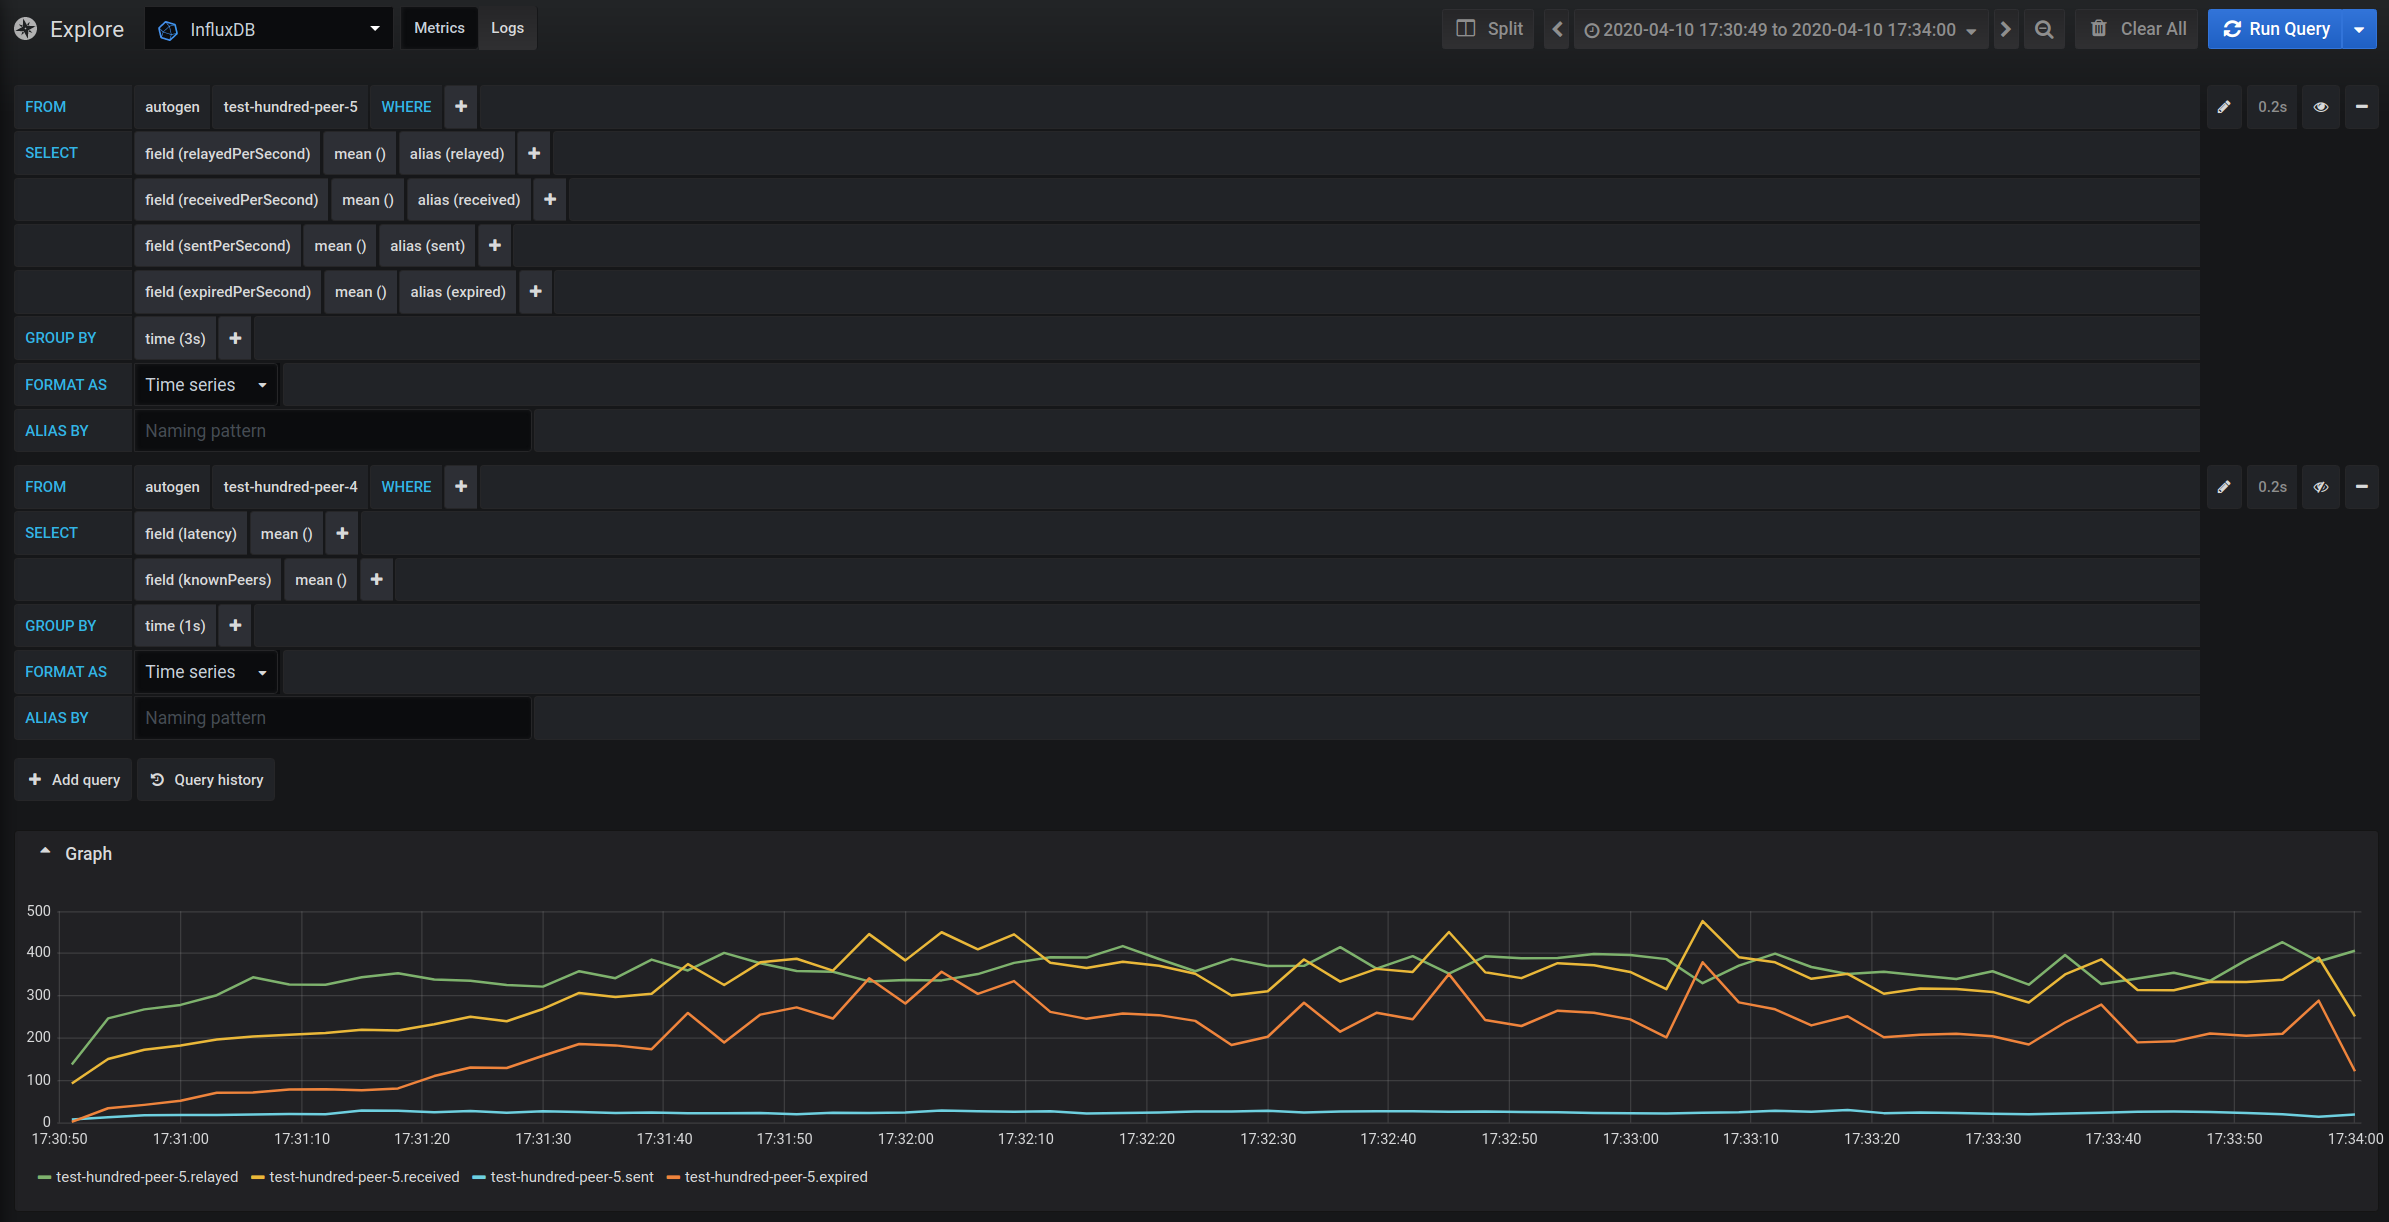 Explore InfluxDB Metrics Logs Split 2020-04-10 17:30:49 to 2020-04-10 17:34:00 Clear All Run Query
FROM autogen test-hundred-peer-5 WHERE 0.2s
SELECT field (relayedPerSecond) mean () alias (relayed)
field (receivedPerSecond) mean () alias (received)
field (sentPerSecond) mean () alias (sent)
field (expiredPerSecond) mean () alias (expired)
GROUP BY time (3s)
FORMAT AS Time series
ALIAS BY Naming pattern
FROM autogen test-hundred-peer-4 WHERE 0.2s
SELECT field (latency) mean ()
field (knownPeers) mean ()
GROUP BY time (1s)
FORMAT AS Time series
ALIAS BY Naming pattern
Add query Query history
Graph
500
400
300
200
100
0
17:30:50 17:31:00 17:31:10 17:31:20 17:31:30 17:31:40 17:31:50 17:32:00 17:32:10 17:32:20 17:32:30 17:32:40 17:32:50 17:33:00 17:33:10 17:33:20 17:33:30 17:33:40 17:33:50 17:34:00
test-hundred-peer-5.relayed test-hundred-peer-5.received test-hundred-peer-5.sent test-hundred-peer-5.expired